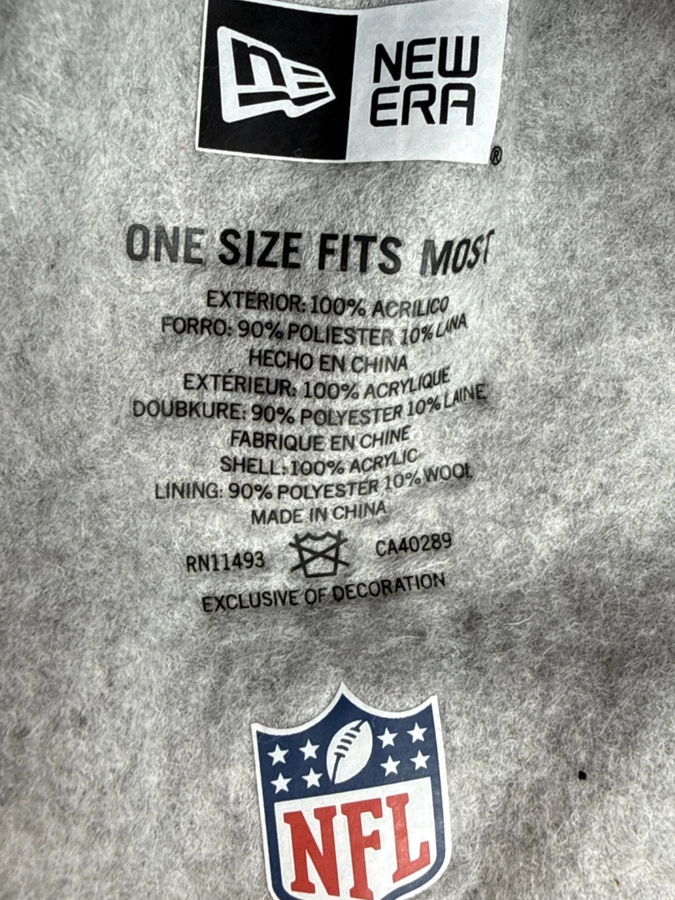 NEW
ERA
®
ONE SIZE FITS MOST
EXTERIOR: 100% ACRILICO
FORRO: 90% POLIESTER 10% LANA
HECHO EN CHINA
EXTÉRIEUR: 100% ACRYLIQUE
DOUBKURE: 90% POLYESTER 10% LAINE
FABRIQUE EN CHINE
SHELL: 100% ACRYLIC
LINING: 90% POLYESTER 10% WOOL
MADE IN CHINA
RN11493 CA40289
EXCLUSIVE OF DECORATION
NFL